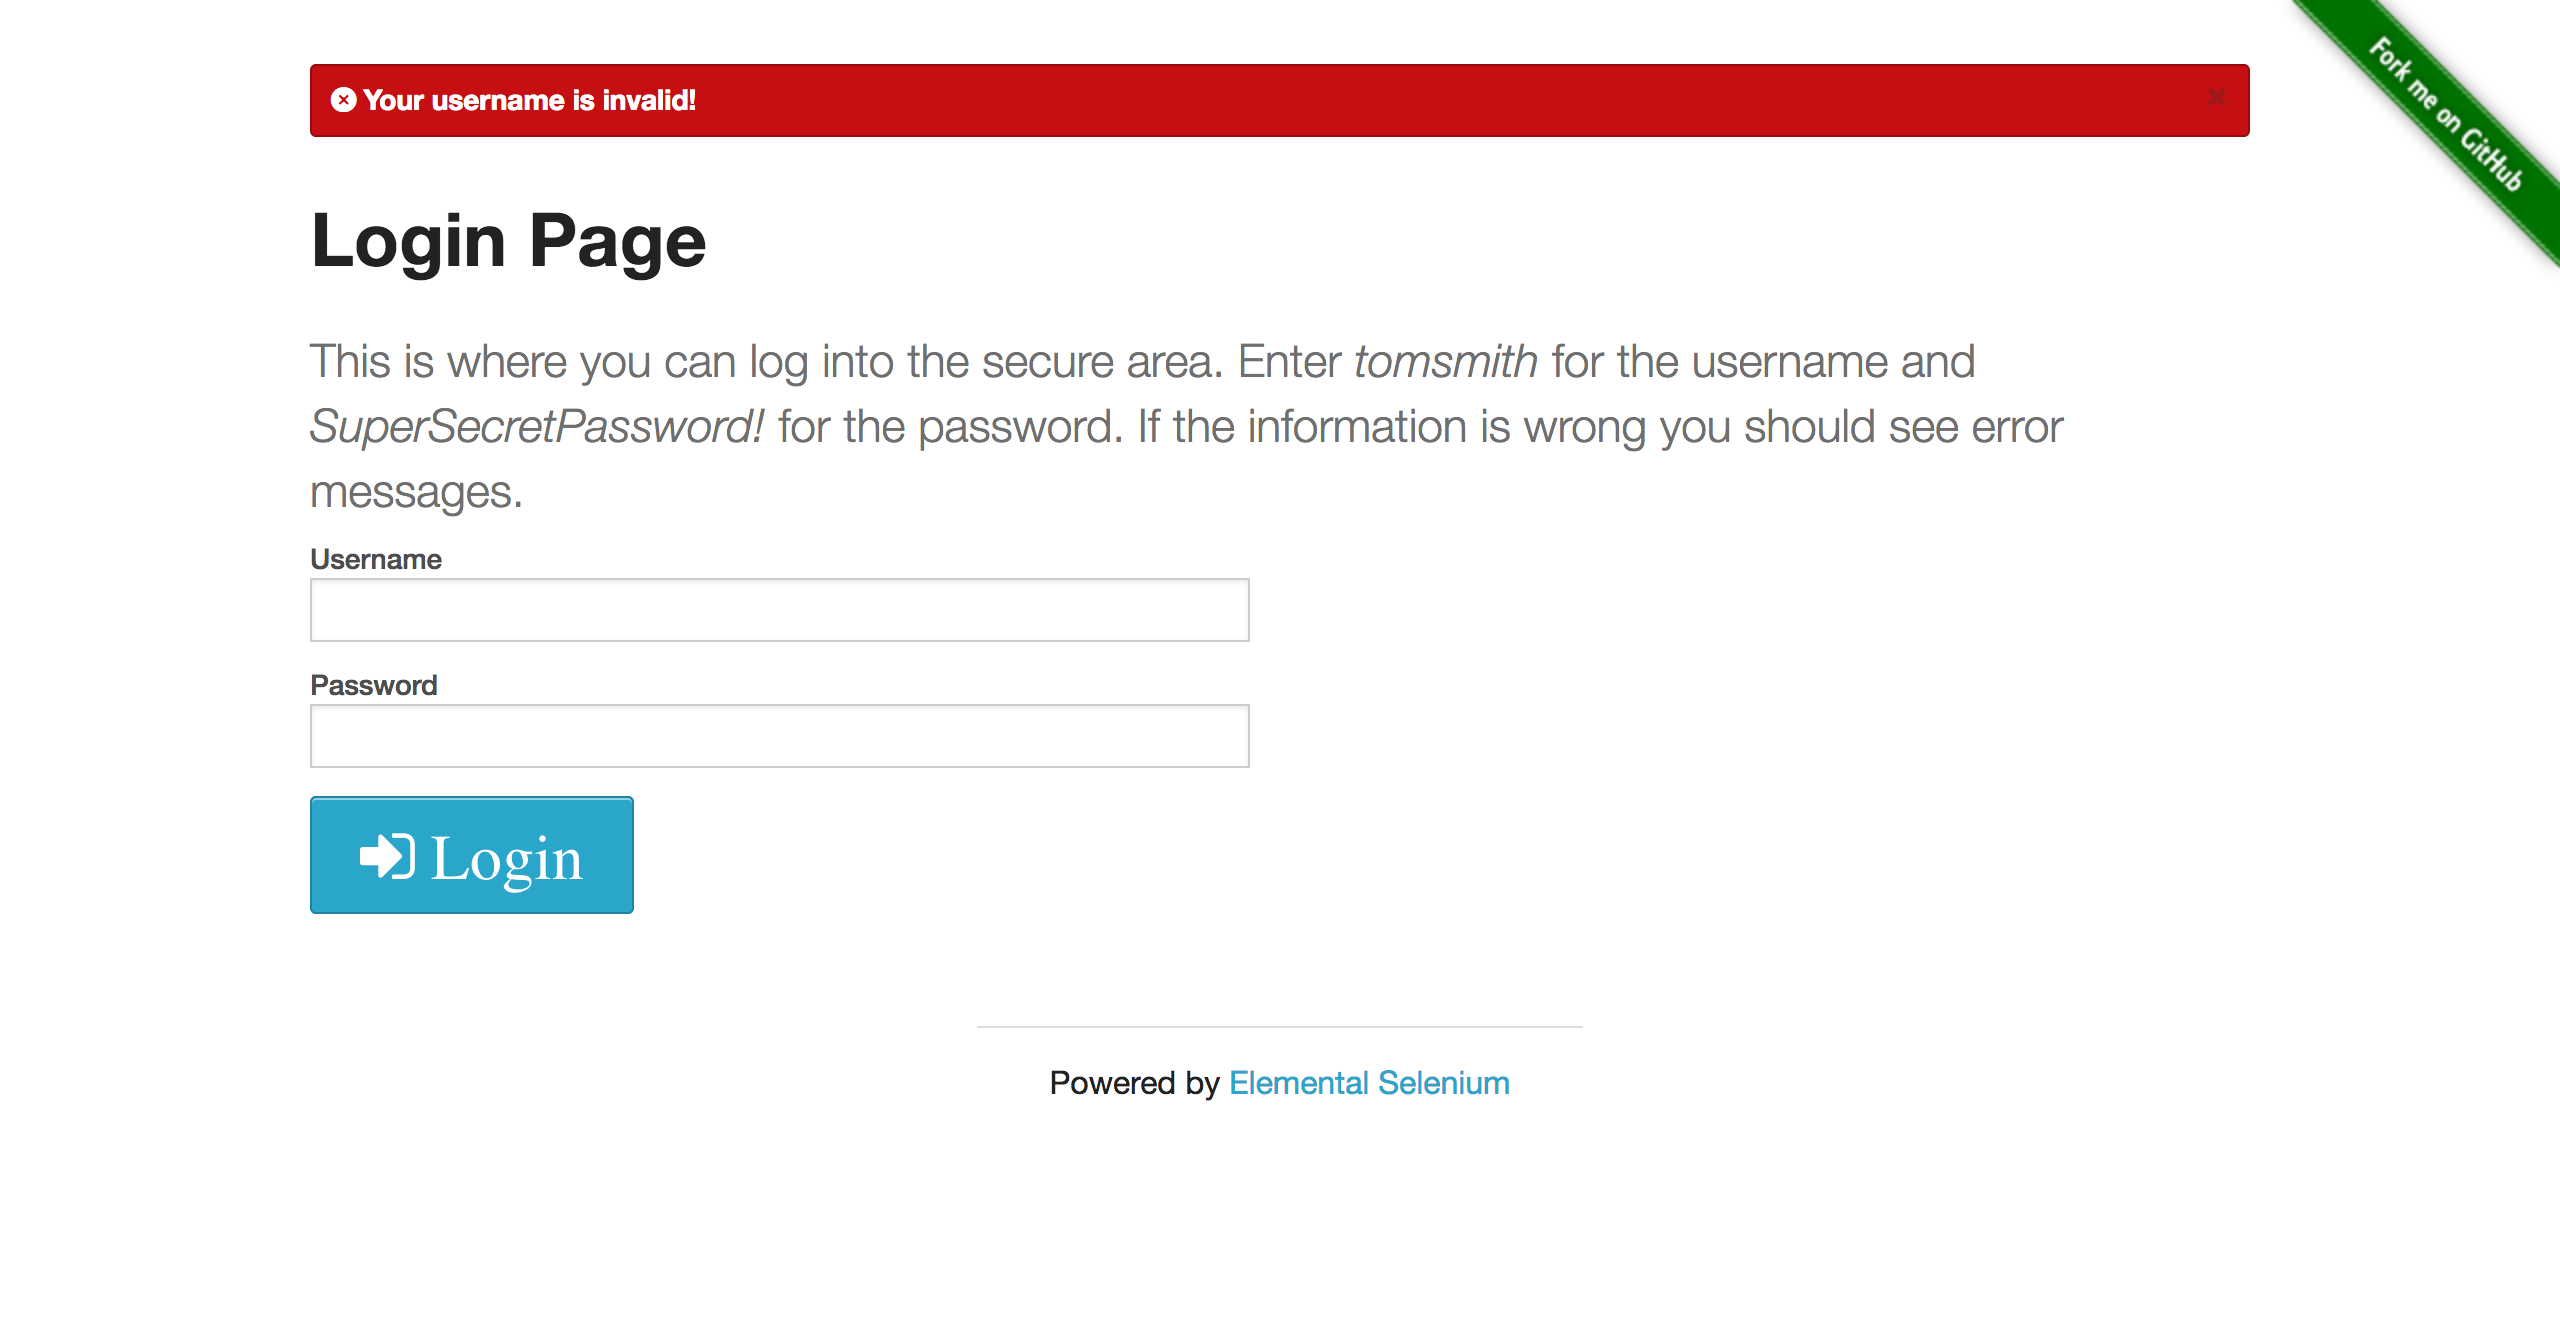 Your username is invalid!
×
Fork me on GitHub
Login Page
This is where you can log into the secure area. Enter tomsmith for the username and
SuperSecretPassword! for the password. If the information is wrong you should see error
messages.
Username
Password
Login
Powered by Elemental Selenium